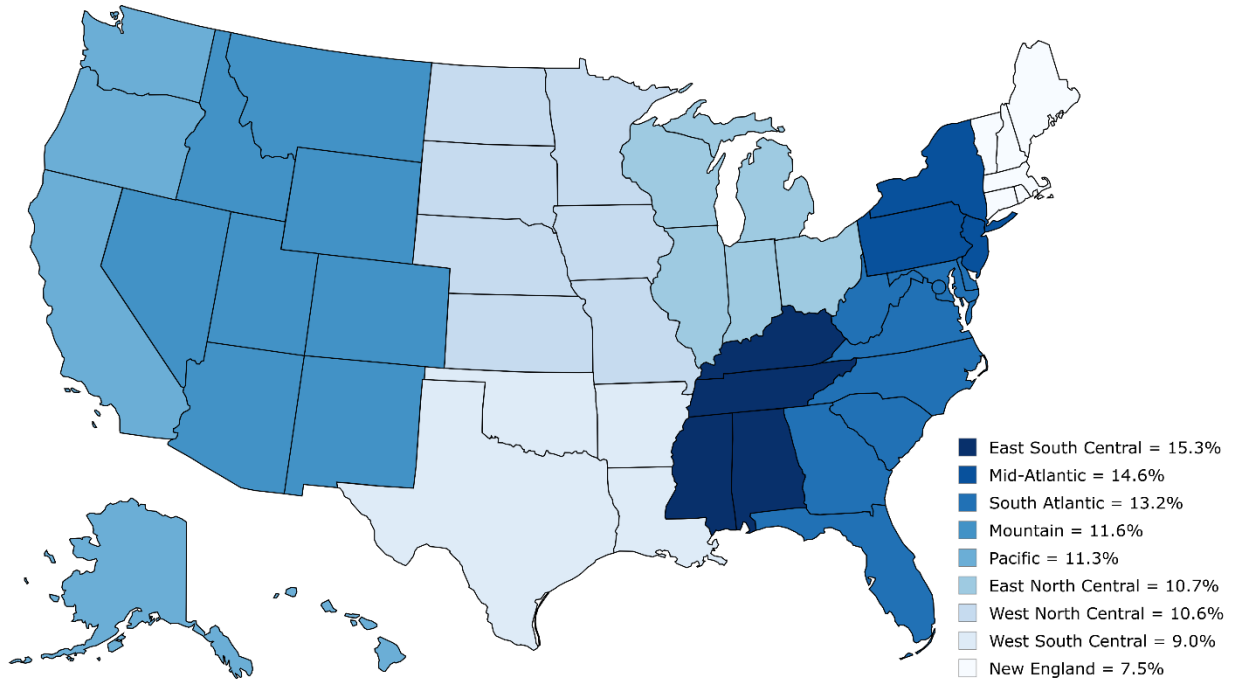 East South Central = 15.3%
Mid-Atlantic = 14.6%
South Atlantic = 13.2%
Mountain = 11.6%
Pacific = 11.3%
East North Central = 10.7%
West North Central = 10.6%
West South Central = 9.0%
New England = 7.5%